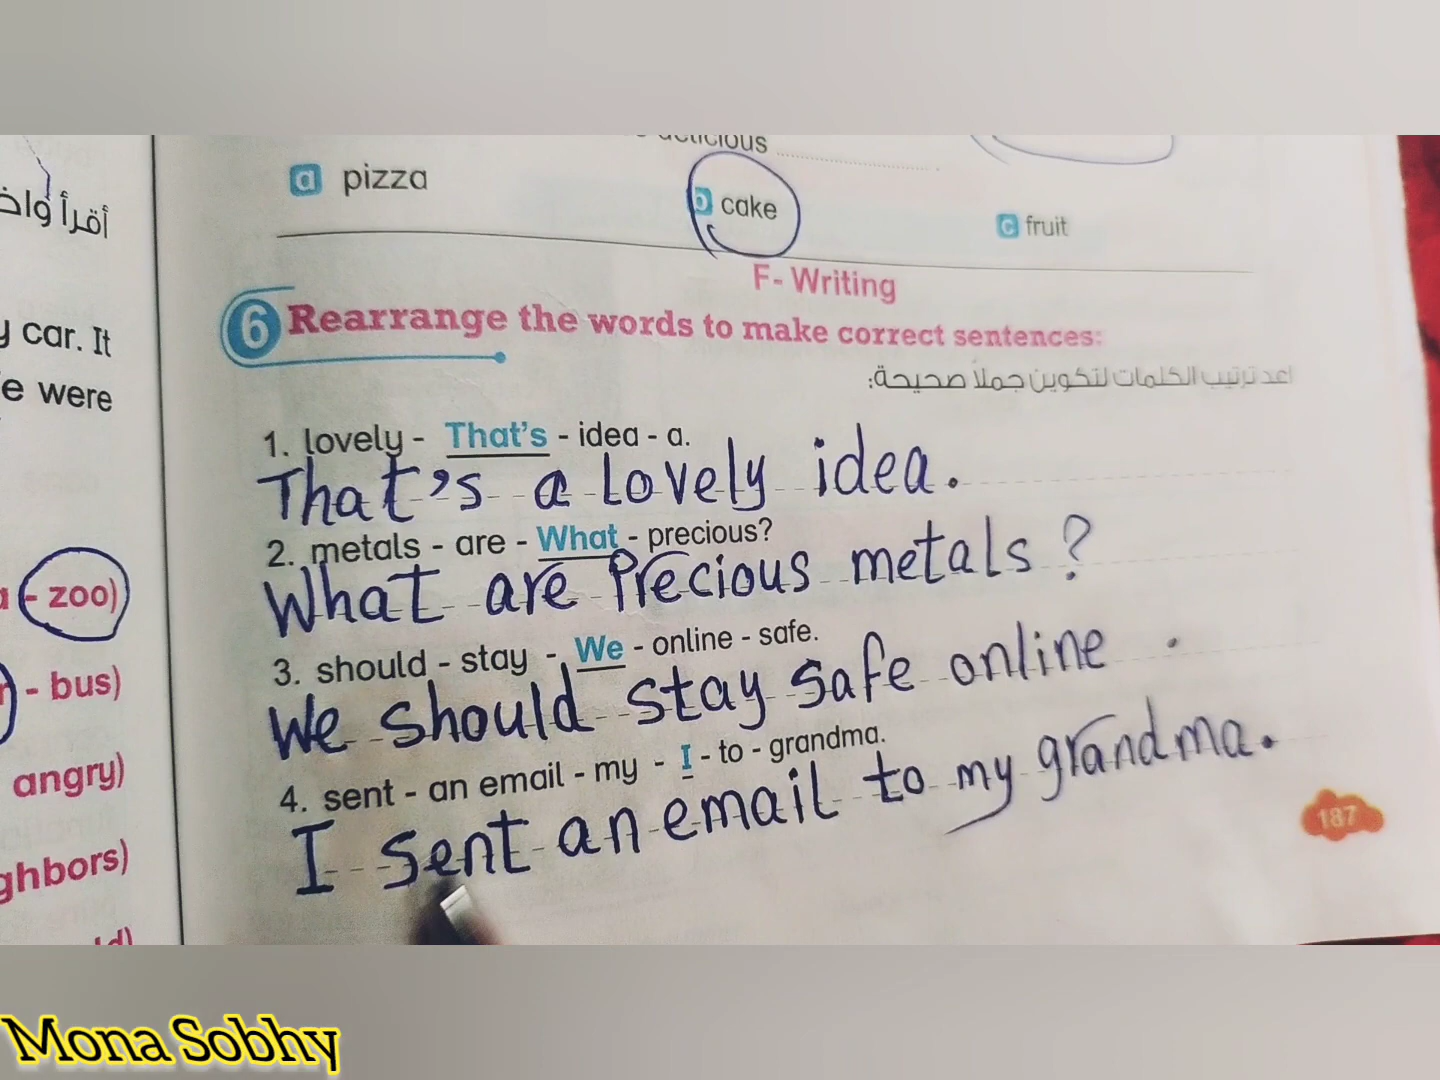 أقرأ
car. It
e were
- zoo)
- bus)
angry)
ghbors)
delicious
a pizza
b cake
c fruit
F- Writing
6 Rearrange the words to make correct sentences:
اعد ترتيب الكلمات لتكوين جملاً صحيحة:
1. lovely - That's - idea - a.
That's a lovely idea.
2. metals - are - What - precious?
What are Precious metals?
3. should - stay - We - online - safe.
We should stay safe online.
4. sent - an email - my - I - to - grandma.
I sent an email to my grandma.
187
Mona Sobhy